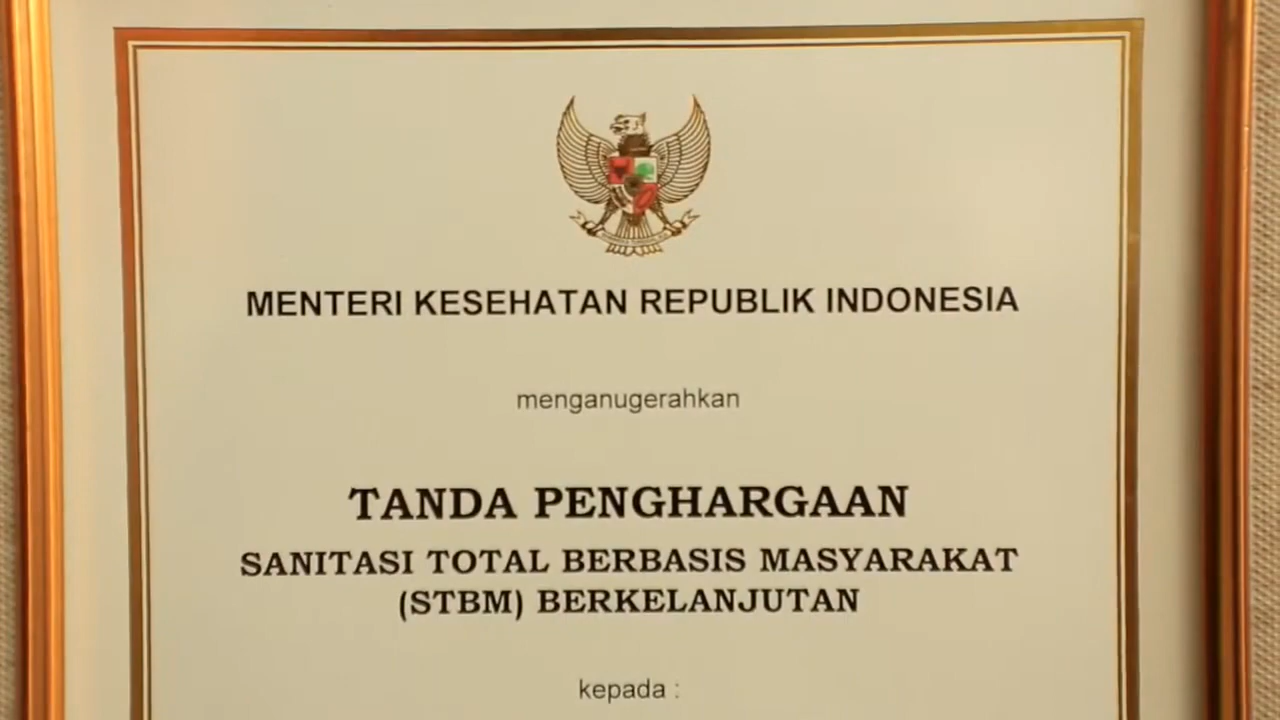 MENTERI KESEHATAN REPUBLIK INDONESIA
menganugerahkan
TANDA PENGHARGAAN
SANITASI TOTAL BERBASIS MASYARAKAT
(STBM) BERKELANJUTAN
kepada :